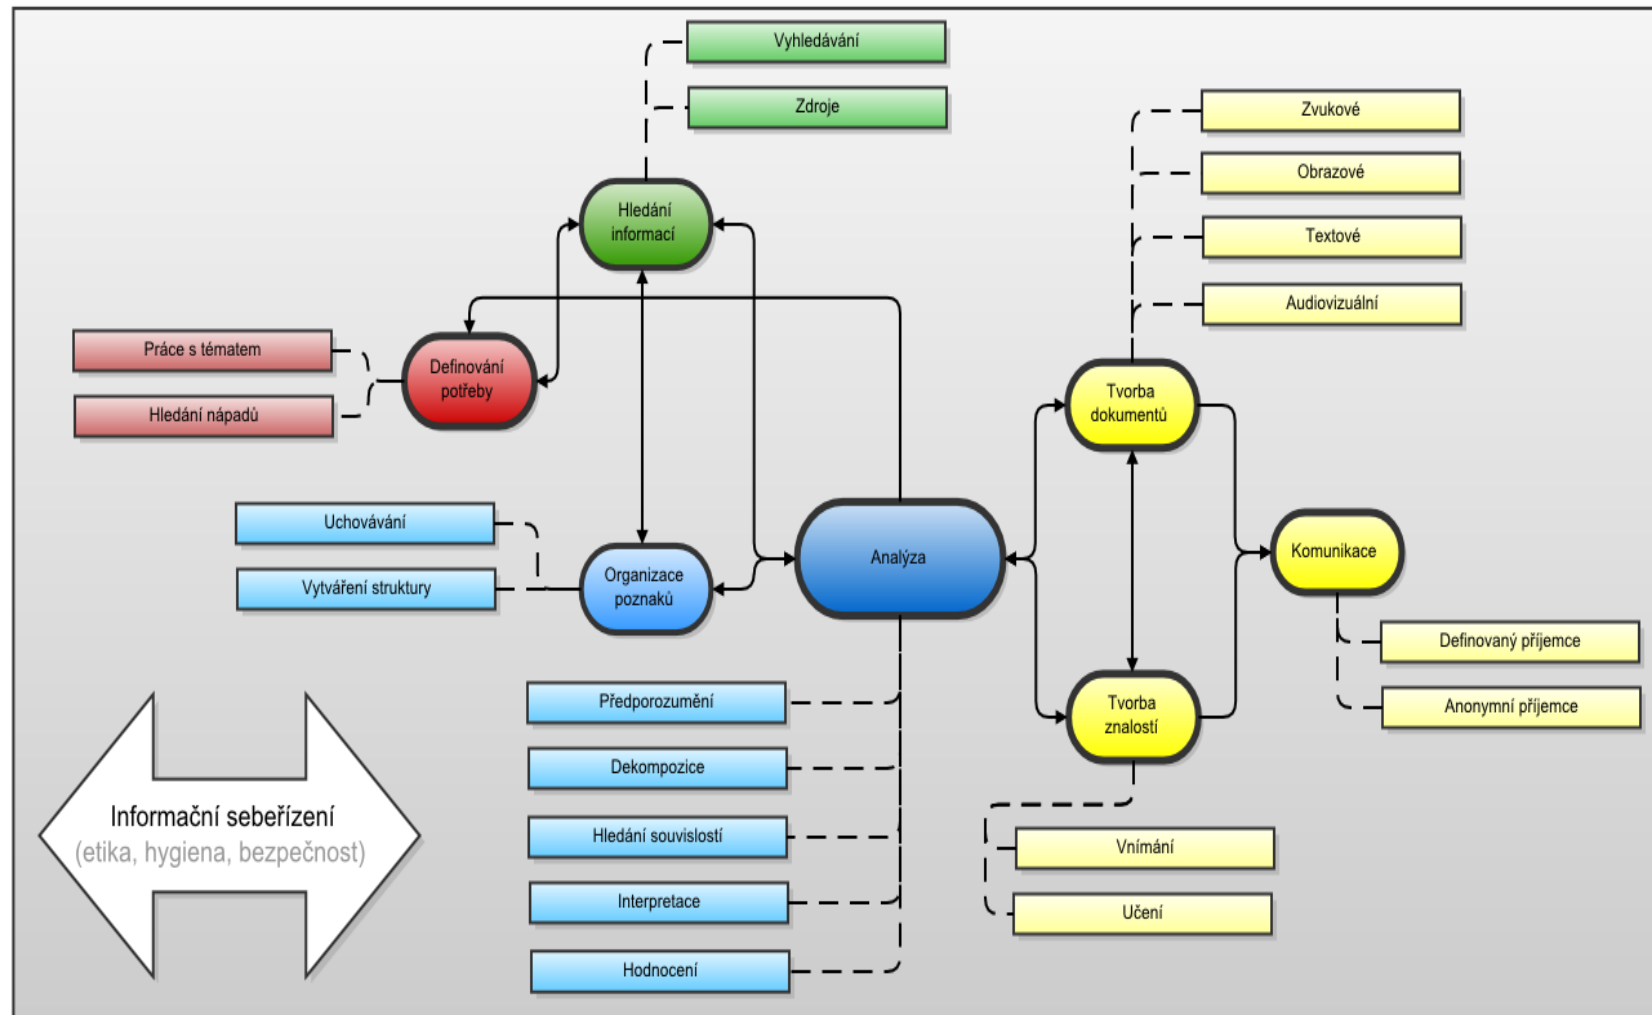 Vyhledávání
Zdroje
Zvukové
Obrazové
Textové
Audiovizuální
Hledání
informací
Práce s tématem
Hledání nápadů
Definování
potřeby
Tvorba
dokumentů
Uchovávání
Vytváření struktury
Organizace
poznaků
Analýza
Komunikace
Definovaný příjemce
Anonymní příjemce
Tvorba
znalostí
Předporozumění
Dekompozice
Hledání souvislostí
Interpretace
Hodnocení
Vnímání
Učení
Informační sebeřízení
(etika, hygiena, bezpečnost)